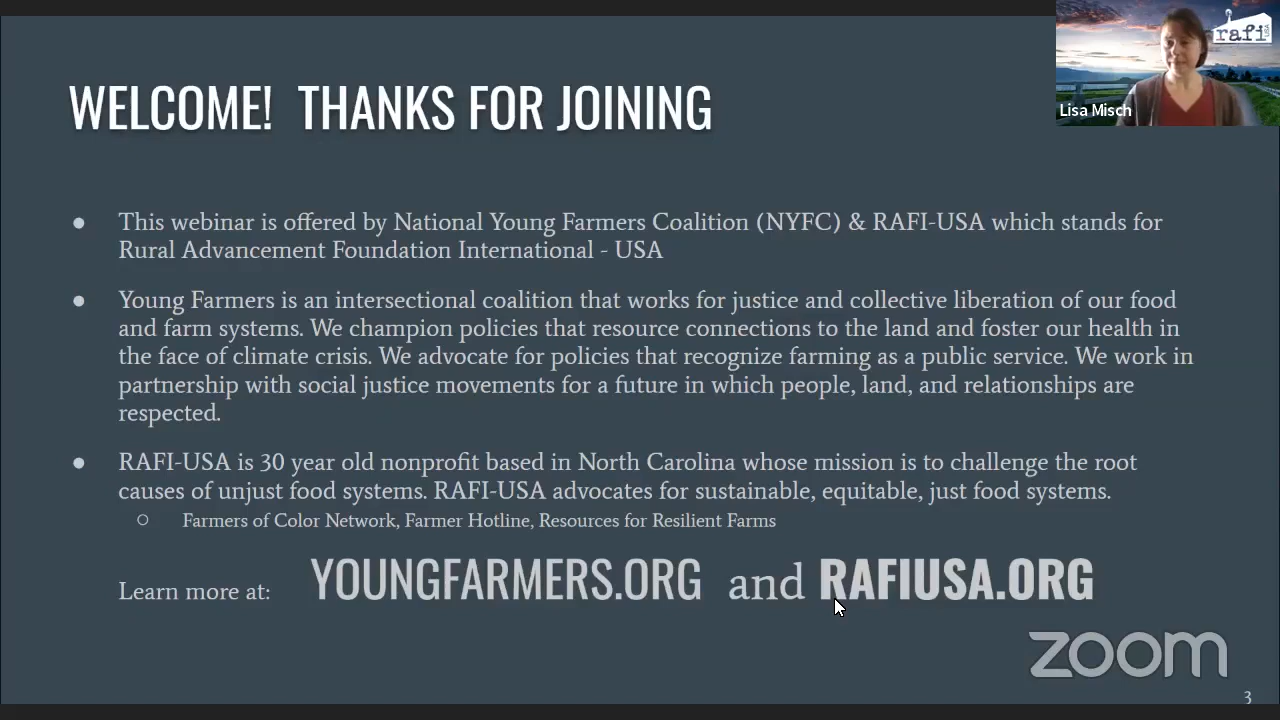 rafi
USA
Lisa Misch
WELCOME! THANKS FOR JOINING
● This webinar is offered by National Young Farmers Coalition (NYFC) & RAFI-USA which stands for
Rural Advancement Foundation International - USA
● Young Farmers is an intersectional coalition that works for justice and collective liberation of our food
and farm systems. We champion policies that resource connections to the land and foster our health in
the face of climate crisis. We advocate for policies that recognize farming as a public service. We work in
partnership with social justice movements for a future in which people, land, and relationships are
respected.
● RAFI-USA is 30 year old nonprofit based in North Carolina whose mission is to challenge the root
causes of unjust food systems. RAFI-USA advocates for sustainable, equitable, just food systems.
○ Farmers of Color Network, Farmer Hotline, Resources for Resilient Farms
Learn more at: YOUNGFARMERS.ORG and RAFIUSA.ORG
zoom
3